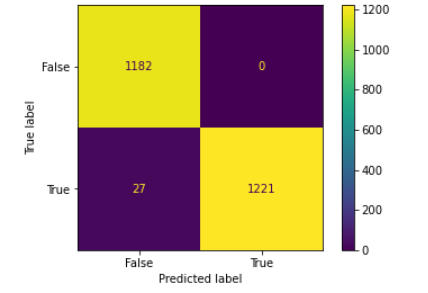 1200
1000
800
600
400
200
0
True label
False
1182 0
True
27 1221
False True
Predicted label